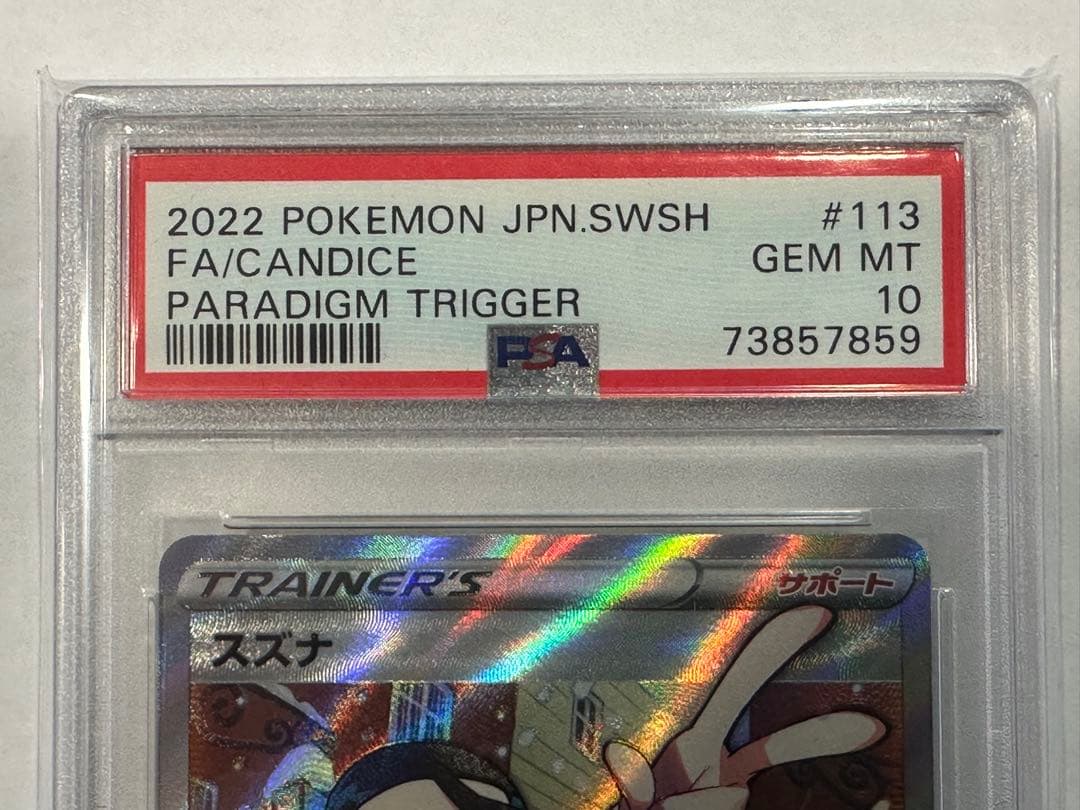 2022 POKEMON JPN.SWSH #113
FA/CANDICE GEM MT
PARADIGM TRIGGER 10
PSA 73857859
TRAINER'S サポート
スズナ